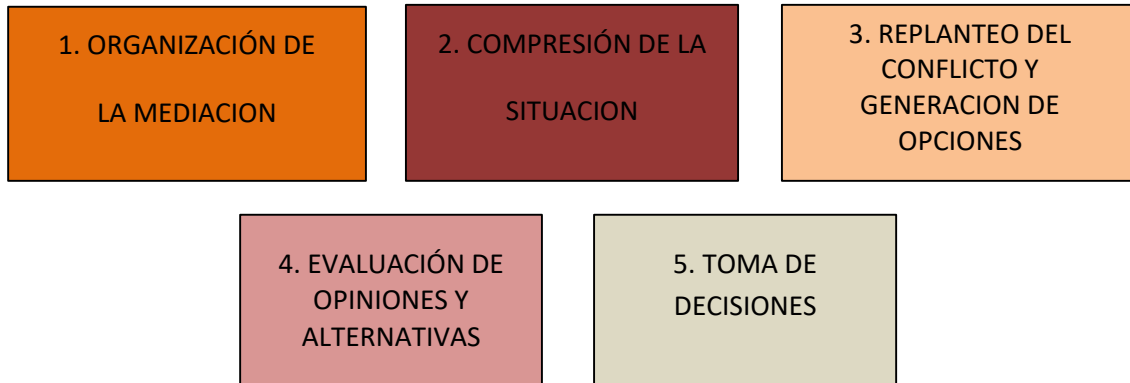 1. ORGANIZACIÓN DE
LA MEDIACION
2. COMPRESIÓN DE LA
SITUACION
3. REPLANTEO DEL
CONFLICTO Y
GENERACION DE
OPCIONES
4. EVALUACIÓN DE
OPINIONES Y
ALTERNATIVAS
5. TOMA DE
DECISIONES